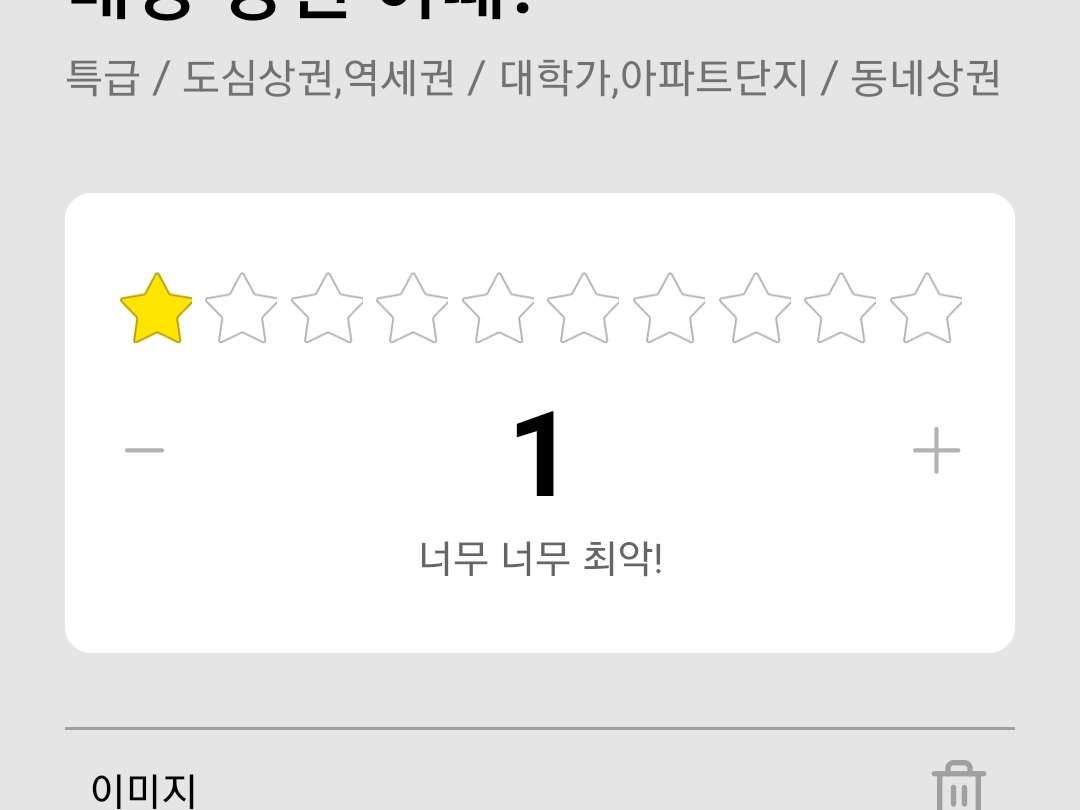 특급 / 도심상권,역세권 / 대학가,아파트단지 / 동네상권
1
너무 너무 최악!
이미지